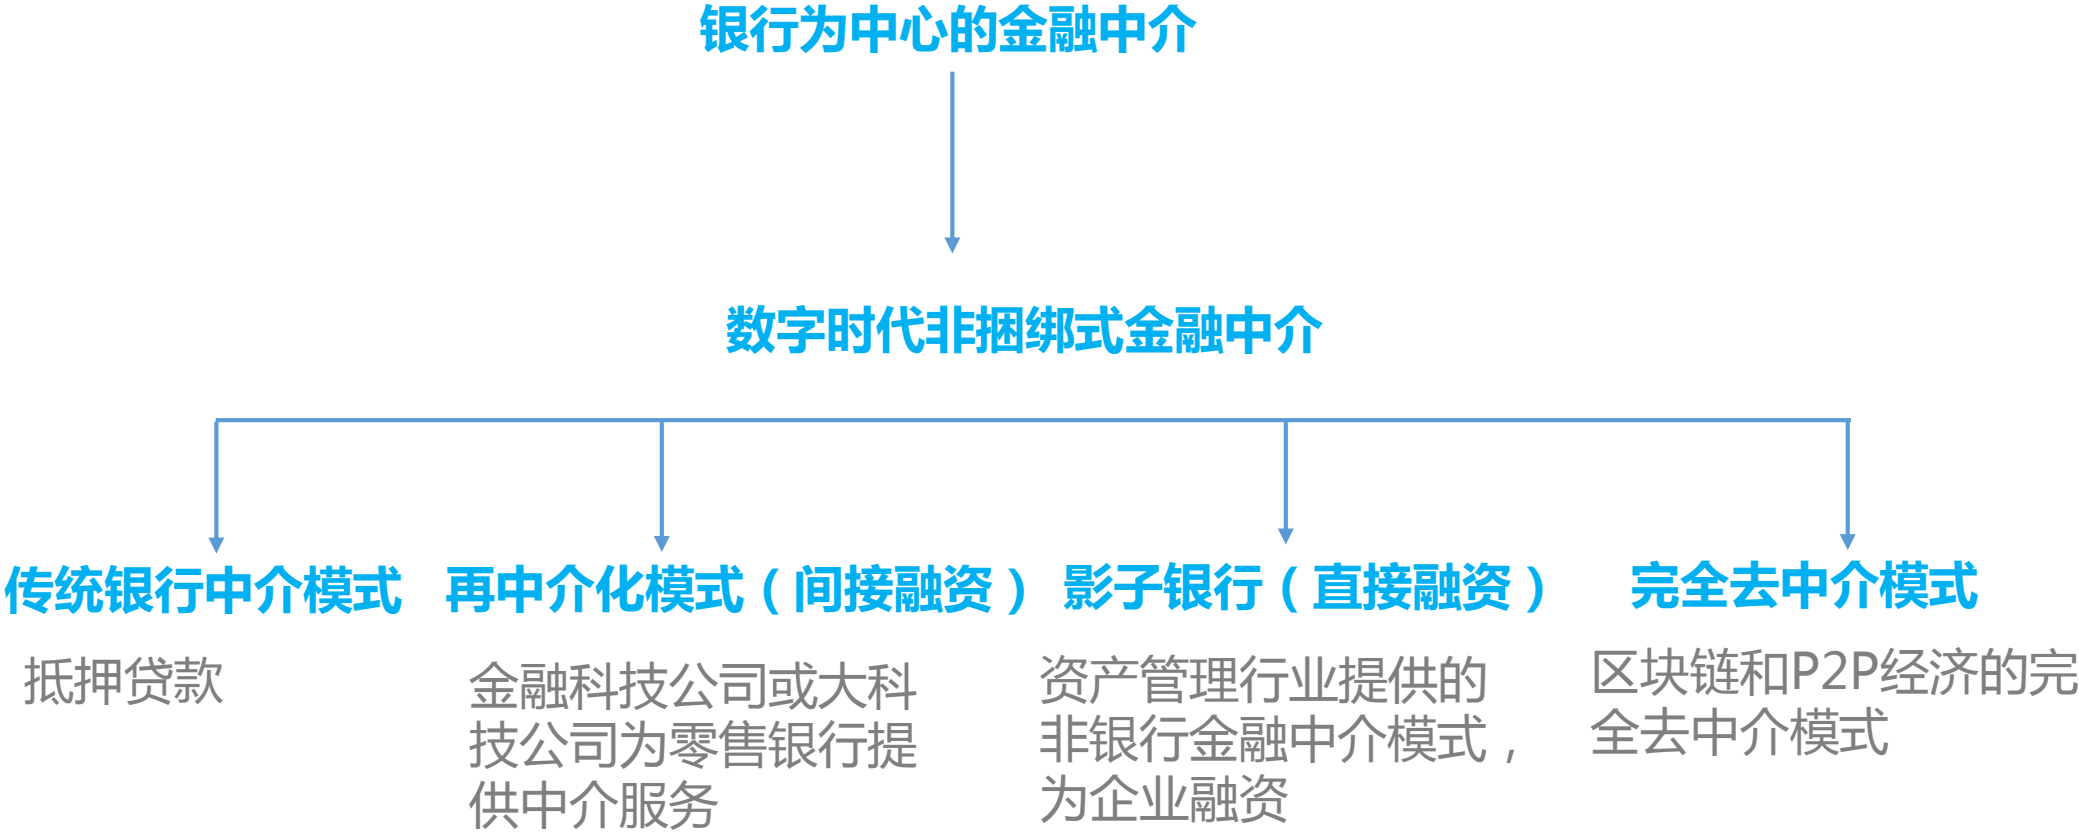 银行为中心的金融中介
数字时代非捆绑式金融中介
传统银行中介模式
再中介化模式（间接融资）
影子银行（直接融资）
完全去中介模式
抵押贷款
金融科技公司或大科
技公司为零售银行提
供中介服务
资产管理行业提供的
非银行金融中介模式，
为企业融资
区块链和P2P经济的完
全去中介模式